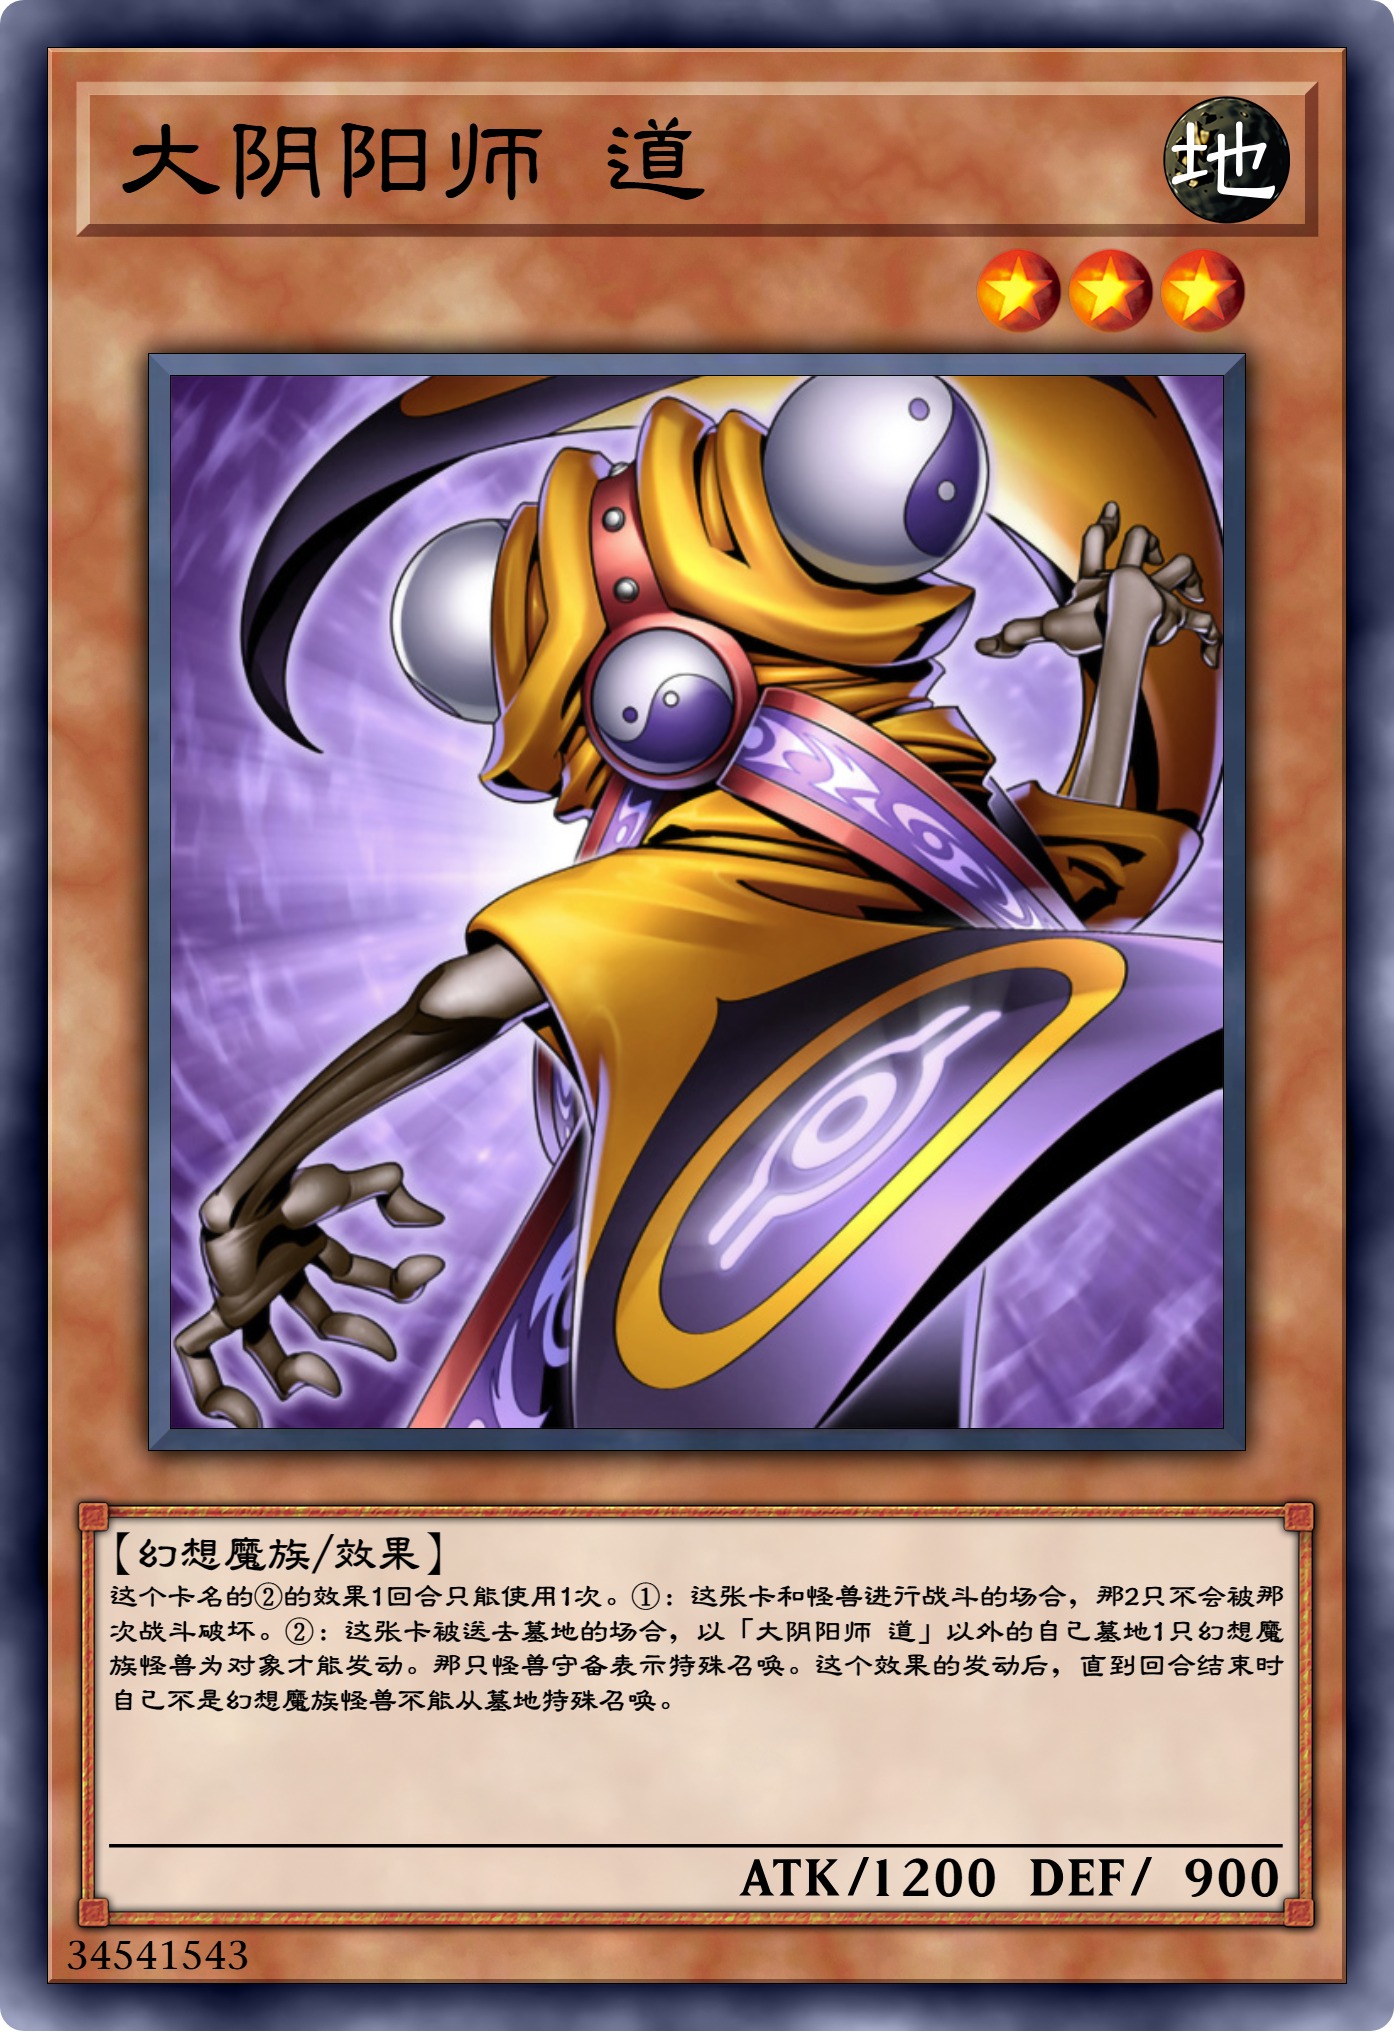 大阴阳师 道
地
【幻想魔族/效果】
这个卡名的②的效果1回合只能使用1次。①：这张卡和怪兽进行战斗的场合，那2只不会被那
次战斗破坏。②：这张卡被送去墓地的场合，以「大阴阳师 道」以外的自己墓地1只幻想魔
族怪兽为对象才能发动。那只怪兽守备表示特殊召唤。这个效果的发动后，直到回合结束时
自己不是幻想魔族怪兽不能从墓地特殊召唤。
ATK/1200 DEF/ 900
34541543